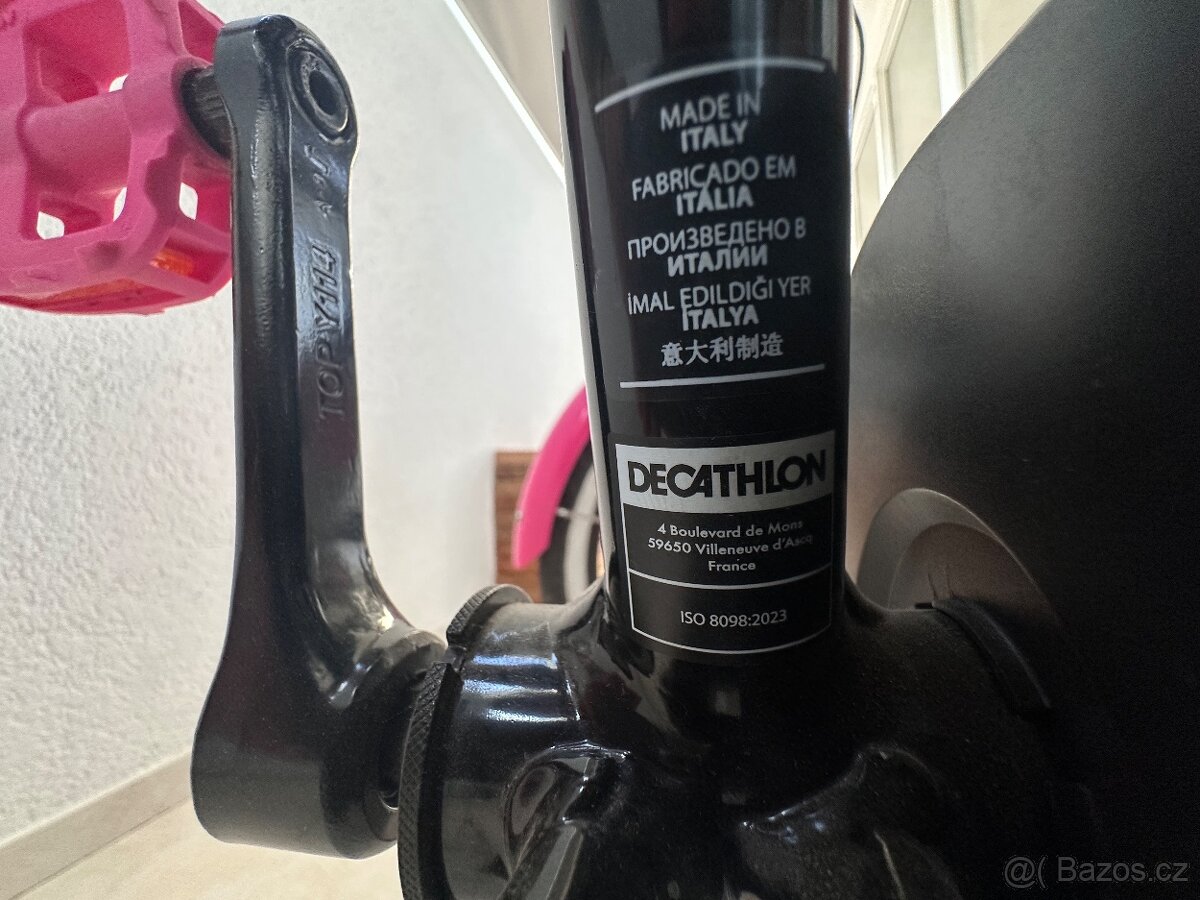 TOP Y114
MADE IN
ITALY
FABRICADO EM
ITÁLIA
ПРОИЗВЕДЕНО В
ИТАЛИИ
İMAL EDILDIĞI YER
İTALYA
意大利制造
DECATHLON
4 Boulevard de Mons
59650 Villeneuve d'Ascq
France
ISO 8098:2023
@( Bazos.cz